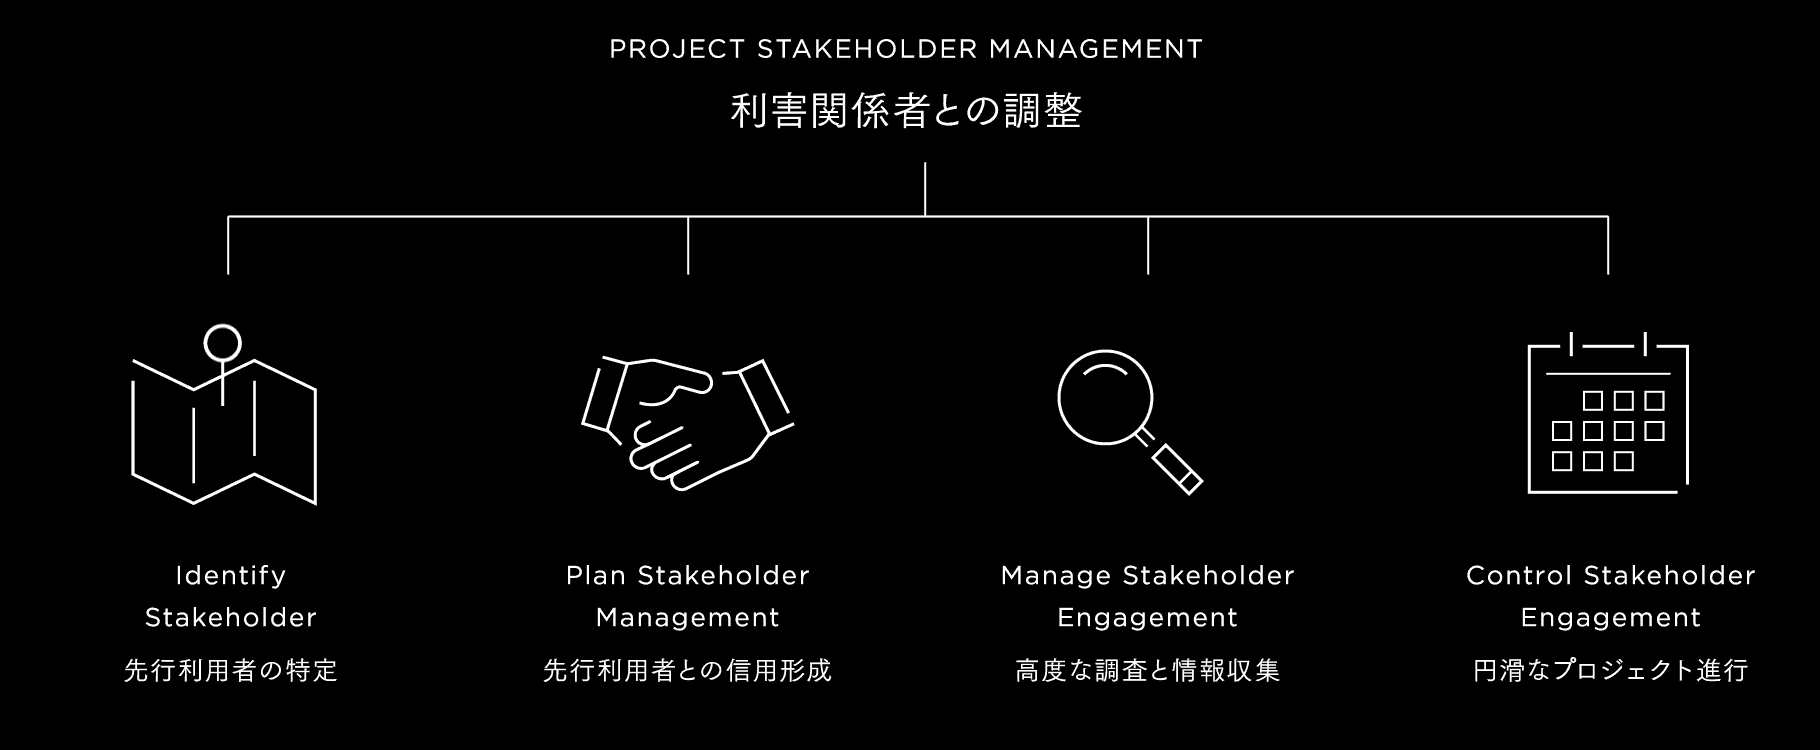 PROJECT STAKEHOLDER MANAGEMENT
利害関係者との調整
Identify
Stakeholder
先行利用者の特定
Plan Stakeholder
Management
先行利用者との信用形成
Manage Stakeholder
Engagement
高度な調査と情報収集
Control Stakeholder
Engagement
円滑なプロジェクト進行